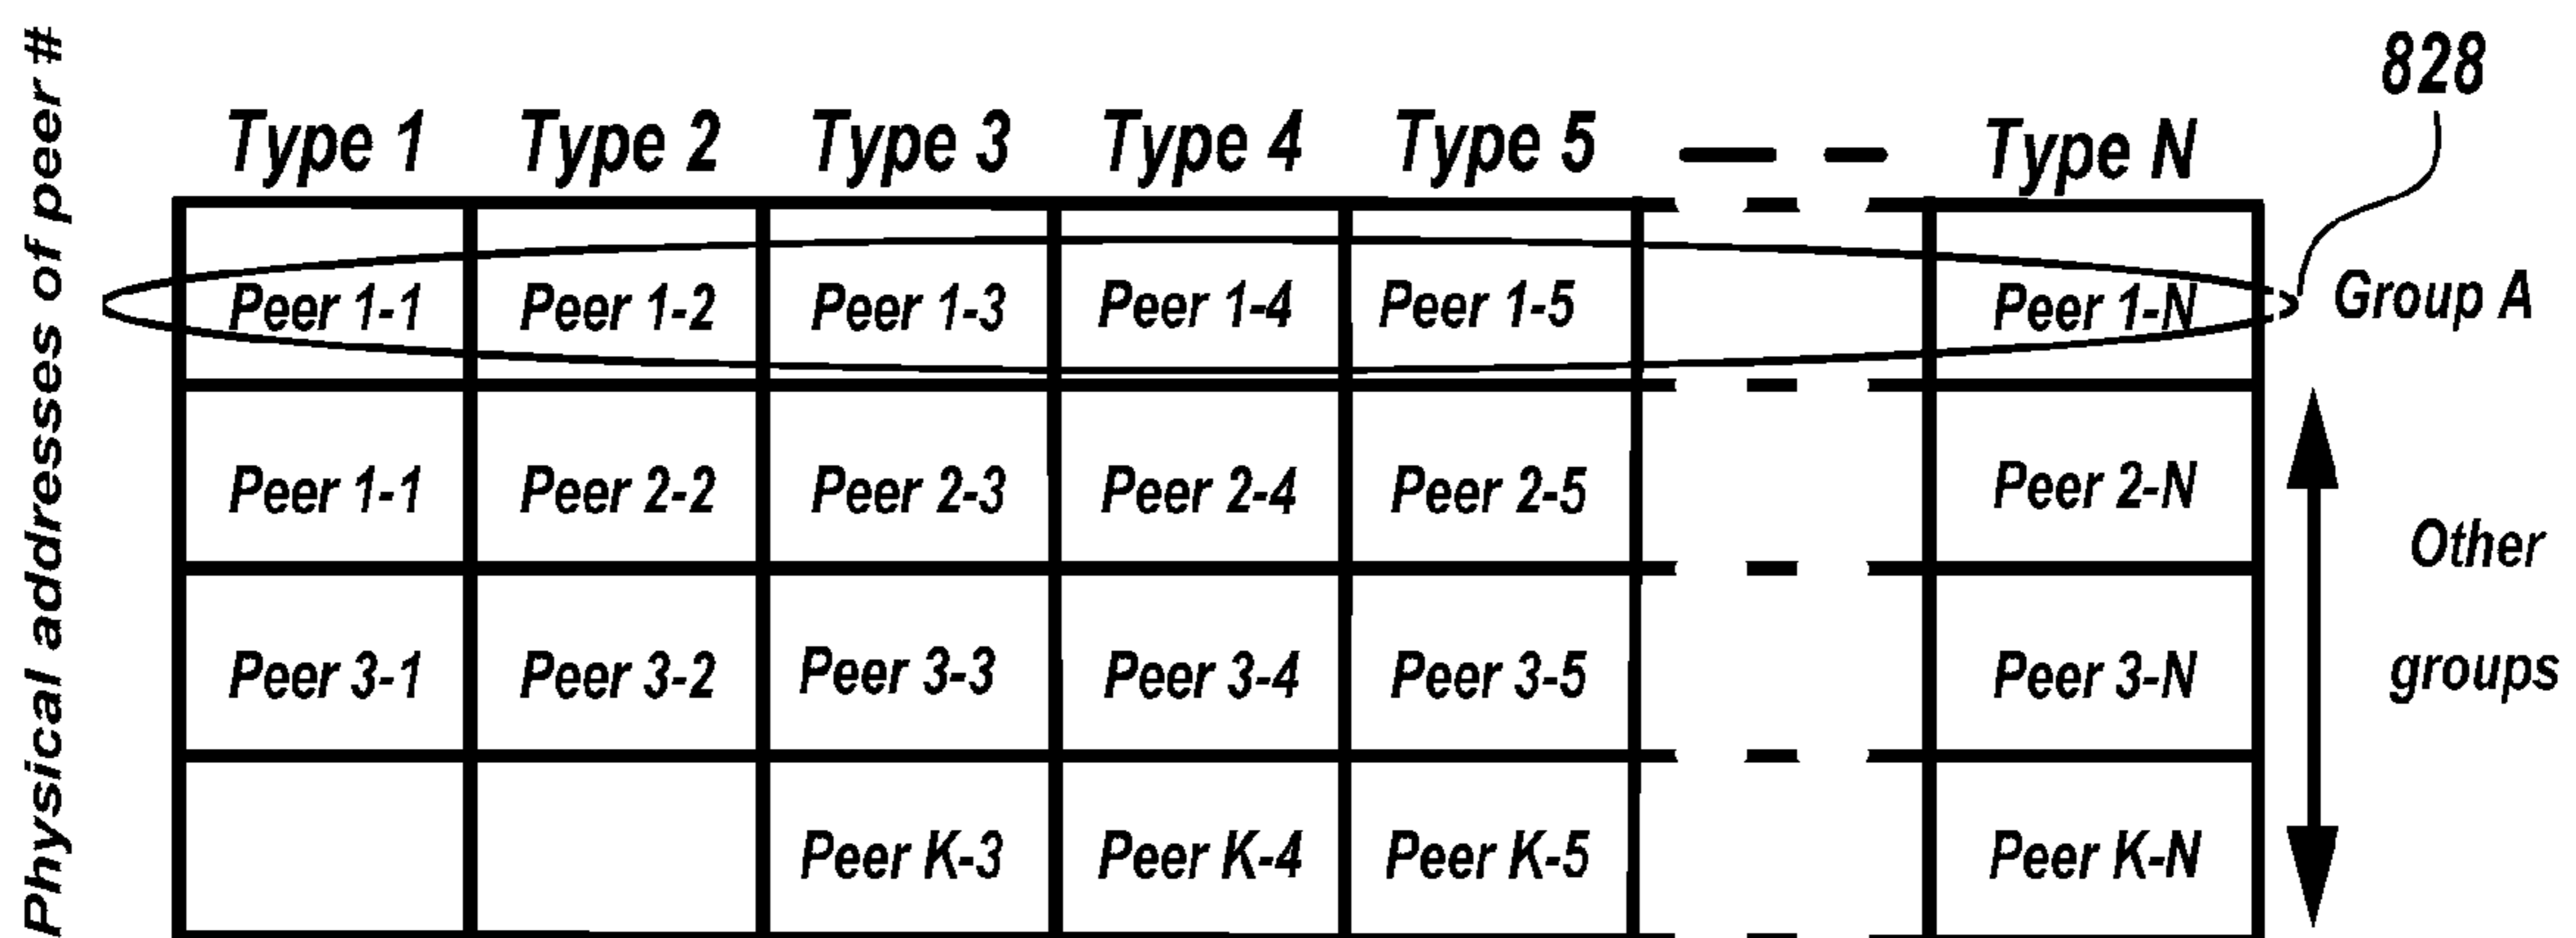 Physical addresses of peer #
828
Type 1 Type 2 Type 3 Type 4 Type 5 Type N
Peer 1-1 Peer 1-2 Peer 1-3 Peer 1-4 Peer 1-5 Peer 1-N Group A
Peer 1-1 Peer 2-2 Peer 2-3 Peer 2-4 Peer 2-5 Peer 2-N
Other
Peer 3-1 Peer 3-2 Peer 3-3 Peer 3-4 Peer 3-5 Peer 3-N groups
Peer K-3 Peer K-4 Peer K-5 Peer K-N